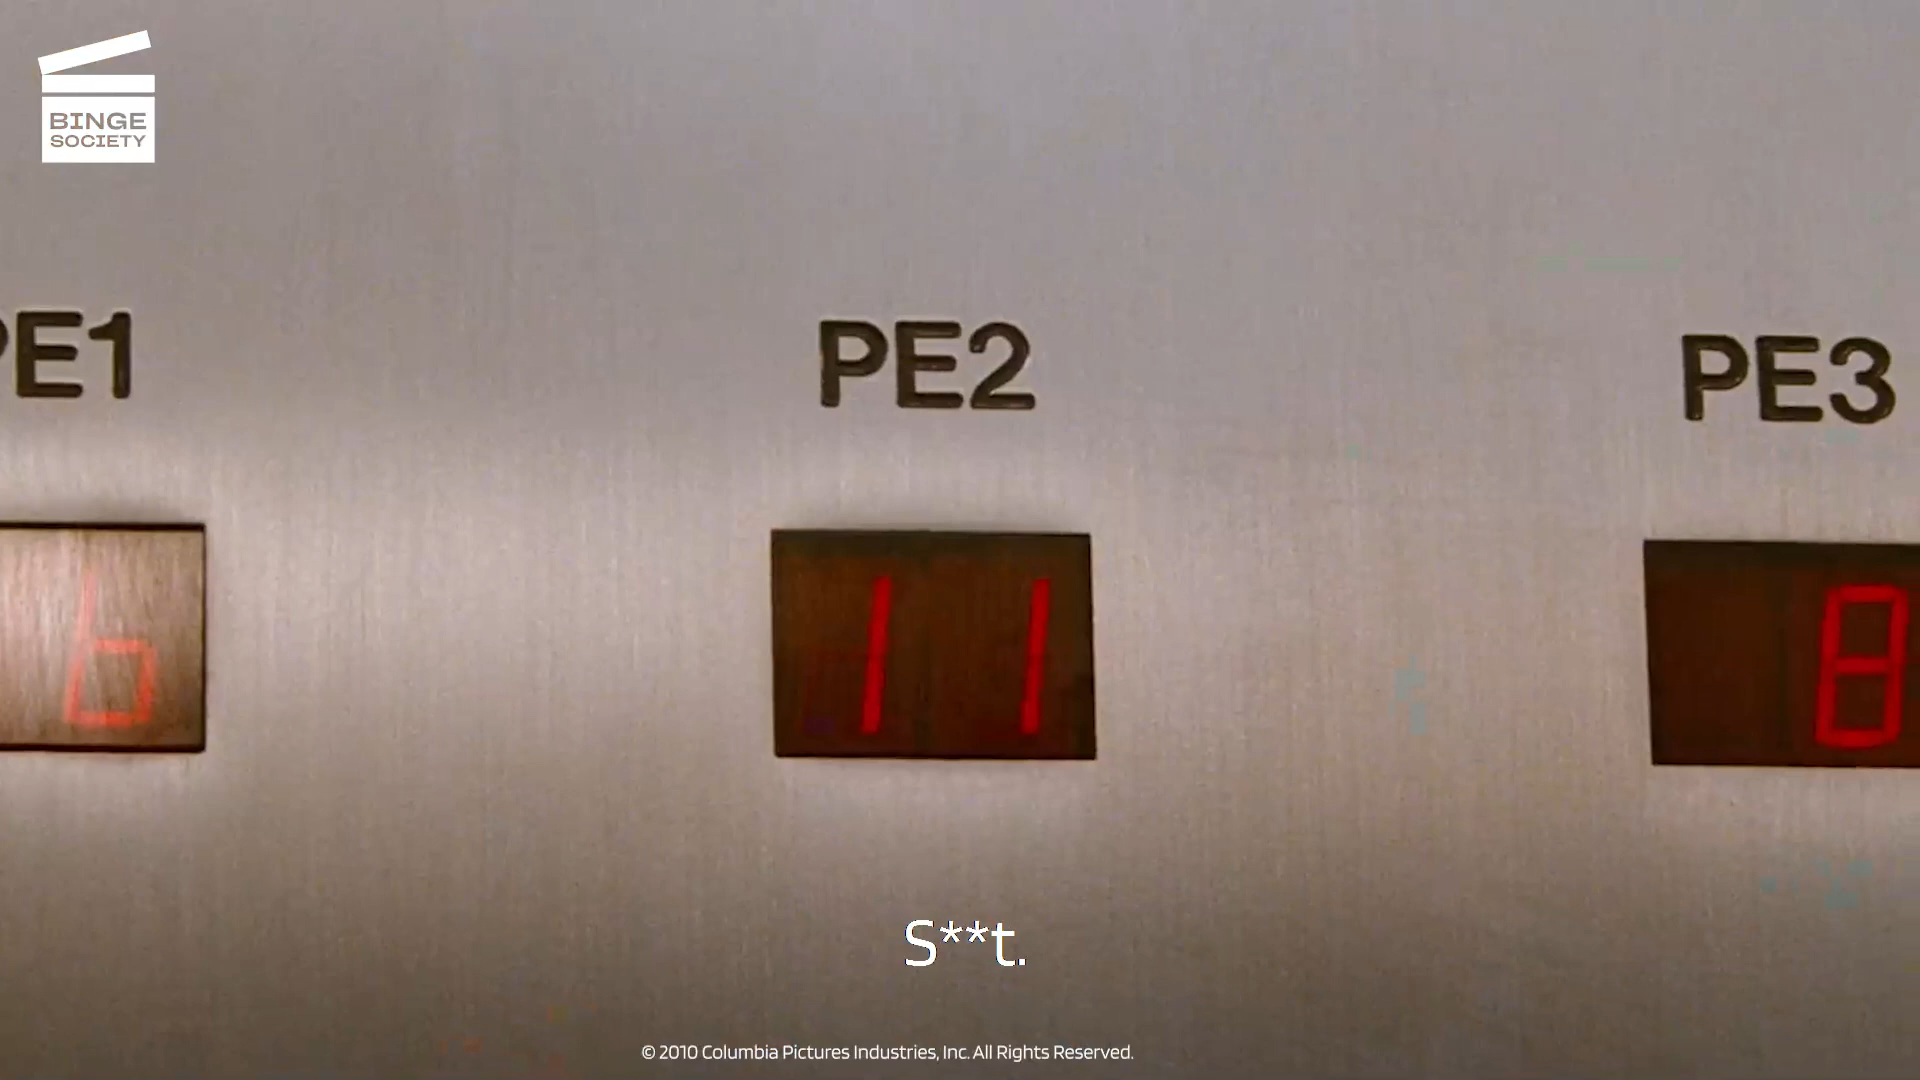 BINGE
SOCIETY
PE1
PE2
PE3
6
11
8
S**t.
© 2010 Columbia Pictures Industries, Inc. All Rights Reserved.